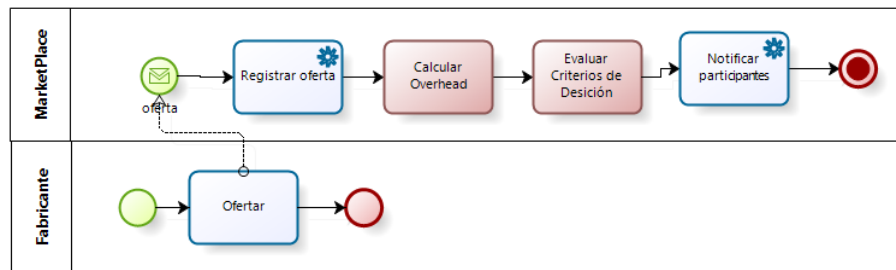 MarketPlace
oferta
Registrar oferta
Calcular
Overhead
Evaluar
Criterios de
Desición
Notificar
participantes
Fabricante
Ofertar